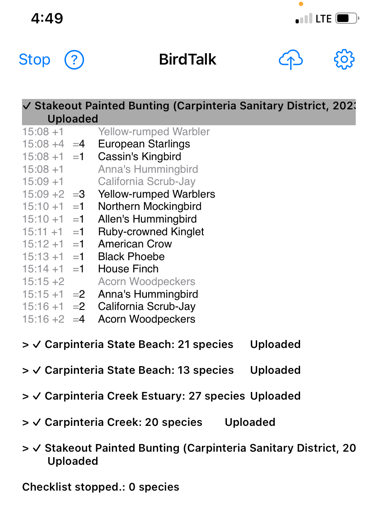 4:49 LTE
Stop ? BirdTalk
✓ Stakeout Painted Bunting (Carpinteria Sanitary District, 202
Uploaded
15:08 +1 Yellow-rumped Warbler
15:08 +4 =4 European Starlings
15:08 +1 =1 Cassin's Kingbird
15:08 +1 Anna's Hummingbird
15:09 +1 California Scrub-Jay
15:09 +2 =3 Yellow-rumped Warblers
15:10 +1 =1 Northern Mockingbird
15:10 +1 =1 Allen's Hummingbird
15:11 +1 =1 Ruby-crowned Kinglet
15:12 +1 =1 American Crow
15:13 +1 =1 Black Phoebe
15:14 +1 =1 House Finch
15:15 +2 Acorn Woodpeckers
15:15 +1 =2 Anna's Hummingbird
15:16 +1 =2 California Scrub-Jay
15:16 +2 =4 Acorn Woodpeckers
> ✓ Carpinteria State Beach: 21 species Uploaded
> ✓ Carpinteria State Beach: 13 species Uploaded
> ✓ Carpinteria Creek Estuary: 27 species Uploaded
> ✓ Carpinteria Creek: 20 species Uploaded
> ✓ Stakeout Painted Bunting (Carpinteria Sanitary District, 20
Uploaded
Checklist stopped.: 0 species